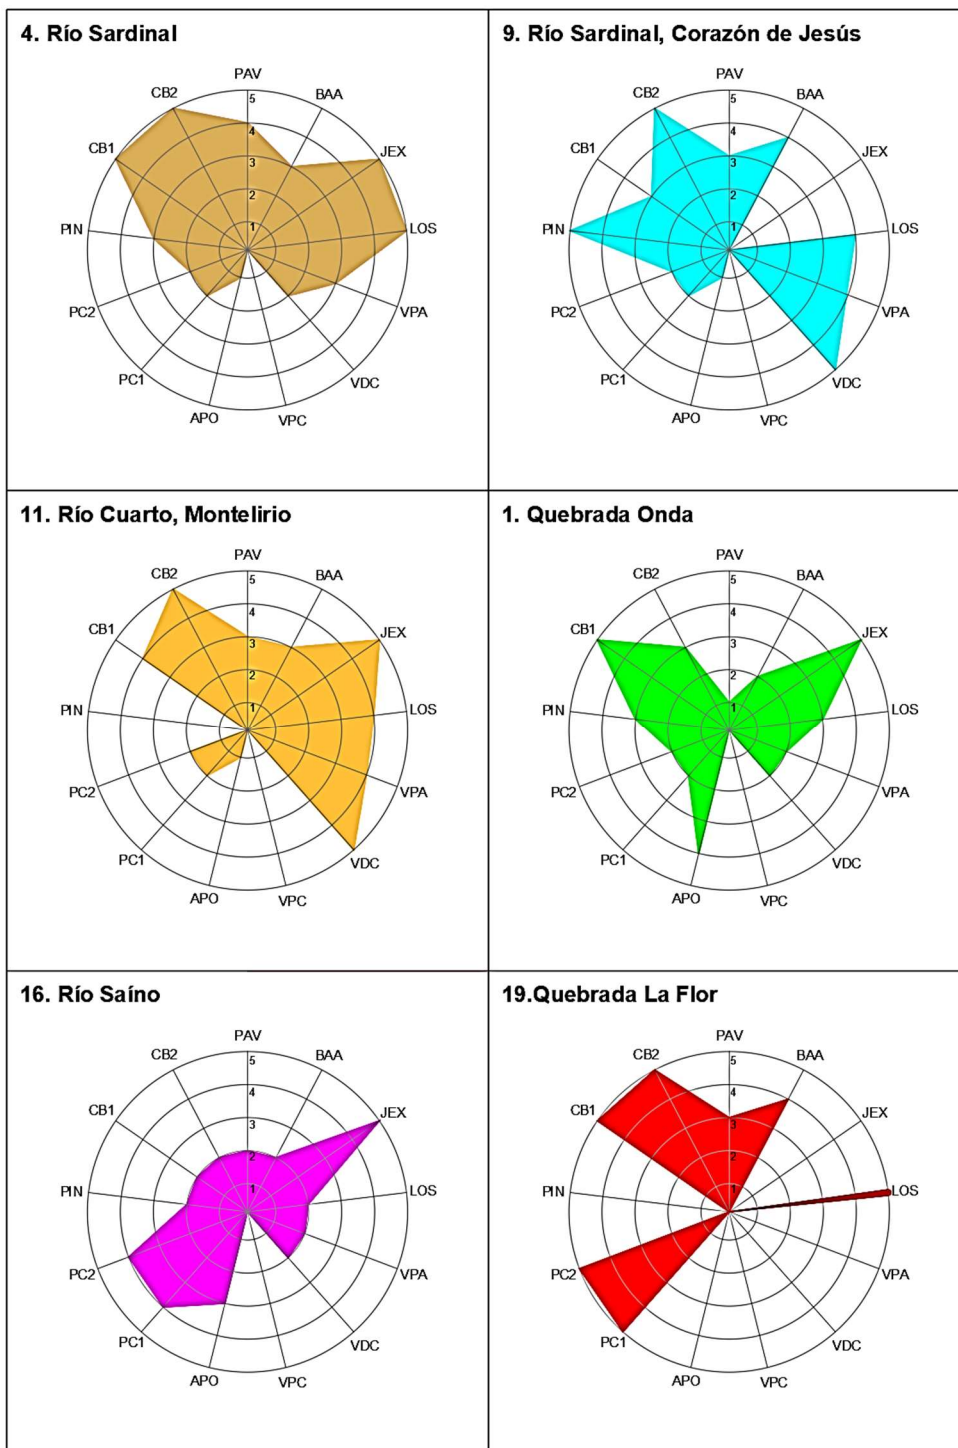 4. Río Sardinal
PAV
BAA
JEX
LOS
VPA
VDC
VPC
APO
PC1
PC2
PIN
CB1
CB2
5
4
3
2
1
9. Río Sardinal, Corazón de Jesús
PAV
BAA
JEX
LOS
VPA
VDC
VPC
APO
PC1
PC2
PIN
CB1
CB2
5
4
3
2
1
11. Río Cuarto, Montelirio
PAV
BAA
JEX
LOS
VPA
VDC
VPC
APO
PC1
PC2
PIN
CB1
CB2
5
4
3
2
1
1. Quebrada Onda
PAV
BAA
JEX
LOS
VPA
VDC
VPC
APO
PC1
PC2
PIN
CB1
CB2
5
4
3
2
1
16. Río Saíno
PAV
BAA
JEX
LOS
VPA
VDC
VPC
APO
PC1
PC2
PIN
CB1
CB2
5
4
3
2
1
19.Quebrada La Flor
PAV
BAA
JEX
LOS
VPA
VDC
VPC
APO
PC1
PC2
PIN
CB1
CB2
5
4
3
2
1